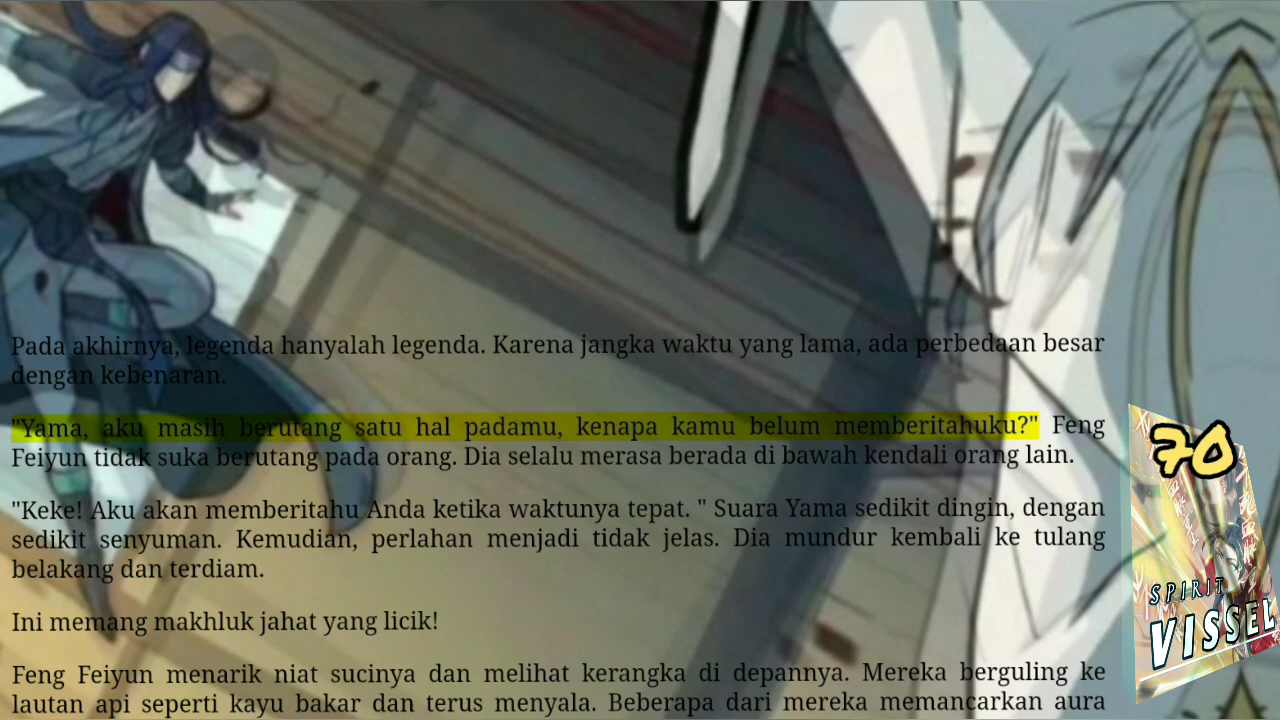 Pada akhirnya, legenda hanyalah legenda. Karena jangka waktu yang lama, ada perbedaan besar
dengan kebenaran.
"Yama, aku masih berutang satu hal padamu, kenapa kamu belum memberitahuku?" Feng
Feiyun tidak suka berutang pada orang. Dia selalu merasa berada di bawah kendali orang lain.
"Keke! Aku akan memberitahu Anda ketika waktunya tepat. " Suara Yama sedikit dingin, dengan
sedikit senyuman. Kemudian, perlahan menjadi tidak jelas. Dia mundur kembali ke tulang
belakang dan terdiam.
Ini memang makhluk jahat yang licik!
Feng Feiyun menarik niat sucinya dan melihat kerangka di depannya. Mereka berguling ke
lautan api seperti kayu bakar dan terus menyala. Beberapa dari mereka memancarkan aura
70
SPIRIT
VISSEL